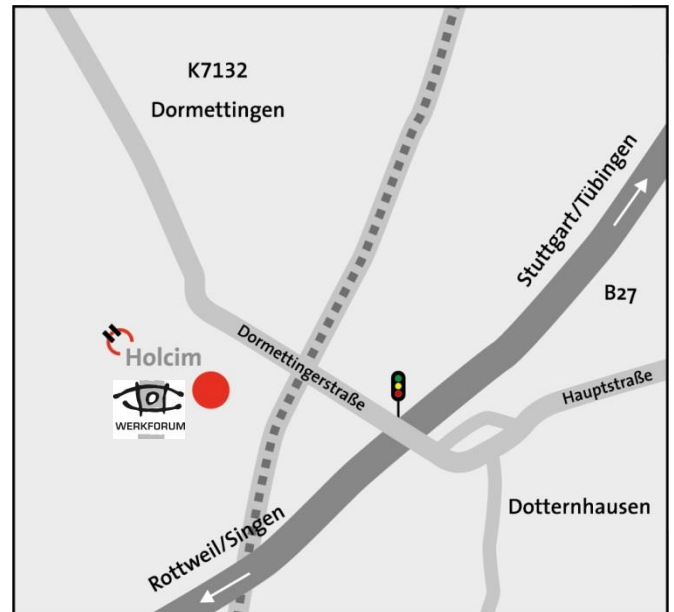 K7132
Dormettingen
Stuttgart/Tübingen
B27
Dormettingerstraße
Holcim
Hauptstraße
WERKFORUM
Dotternhausen
Rottweil/Singen